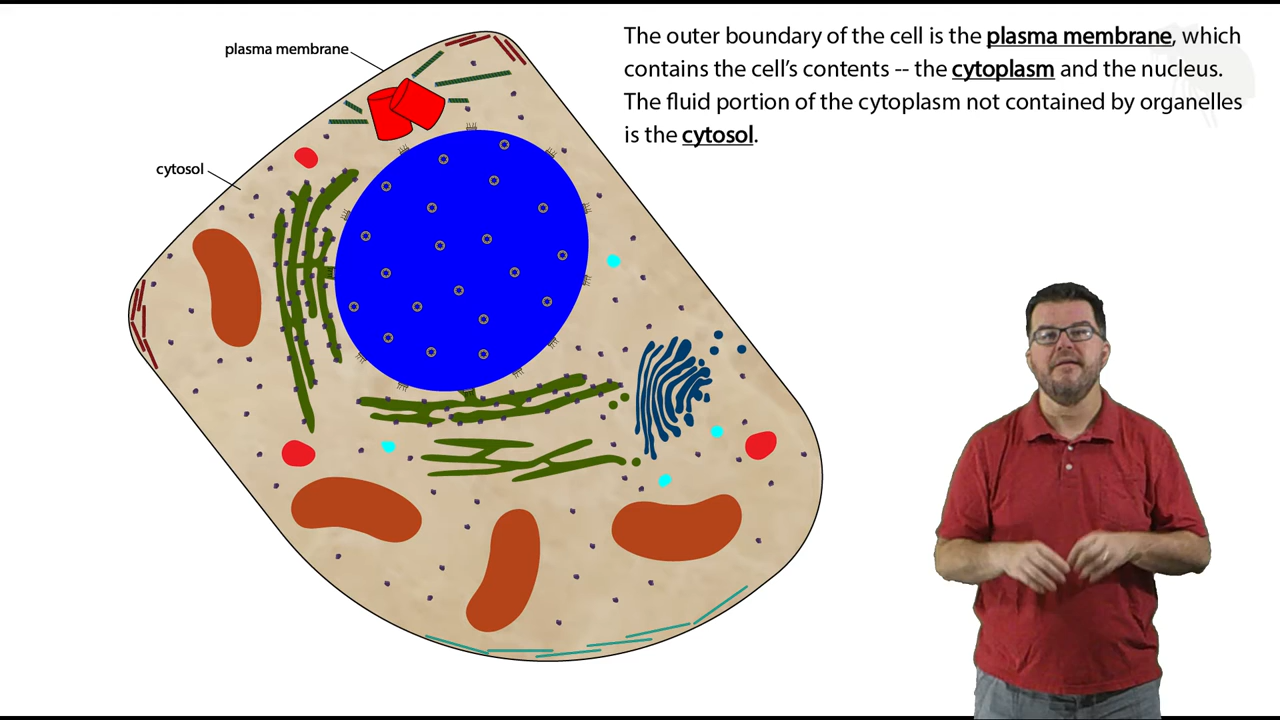 The outer boundary of the cell is the plasma membrane, which
contains the cell’s contents -- the cytoplasm and the nucleus.
The fluid portion of the cytoplasm not contained by organelles
is the cytosol.
plasma membrane
cytosol